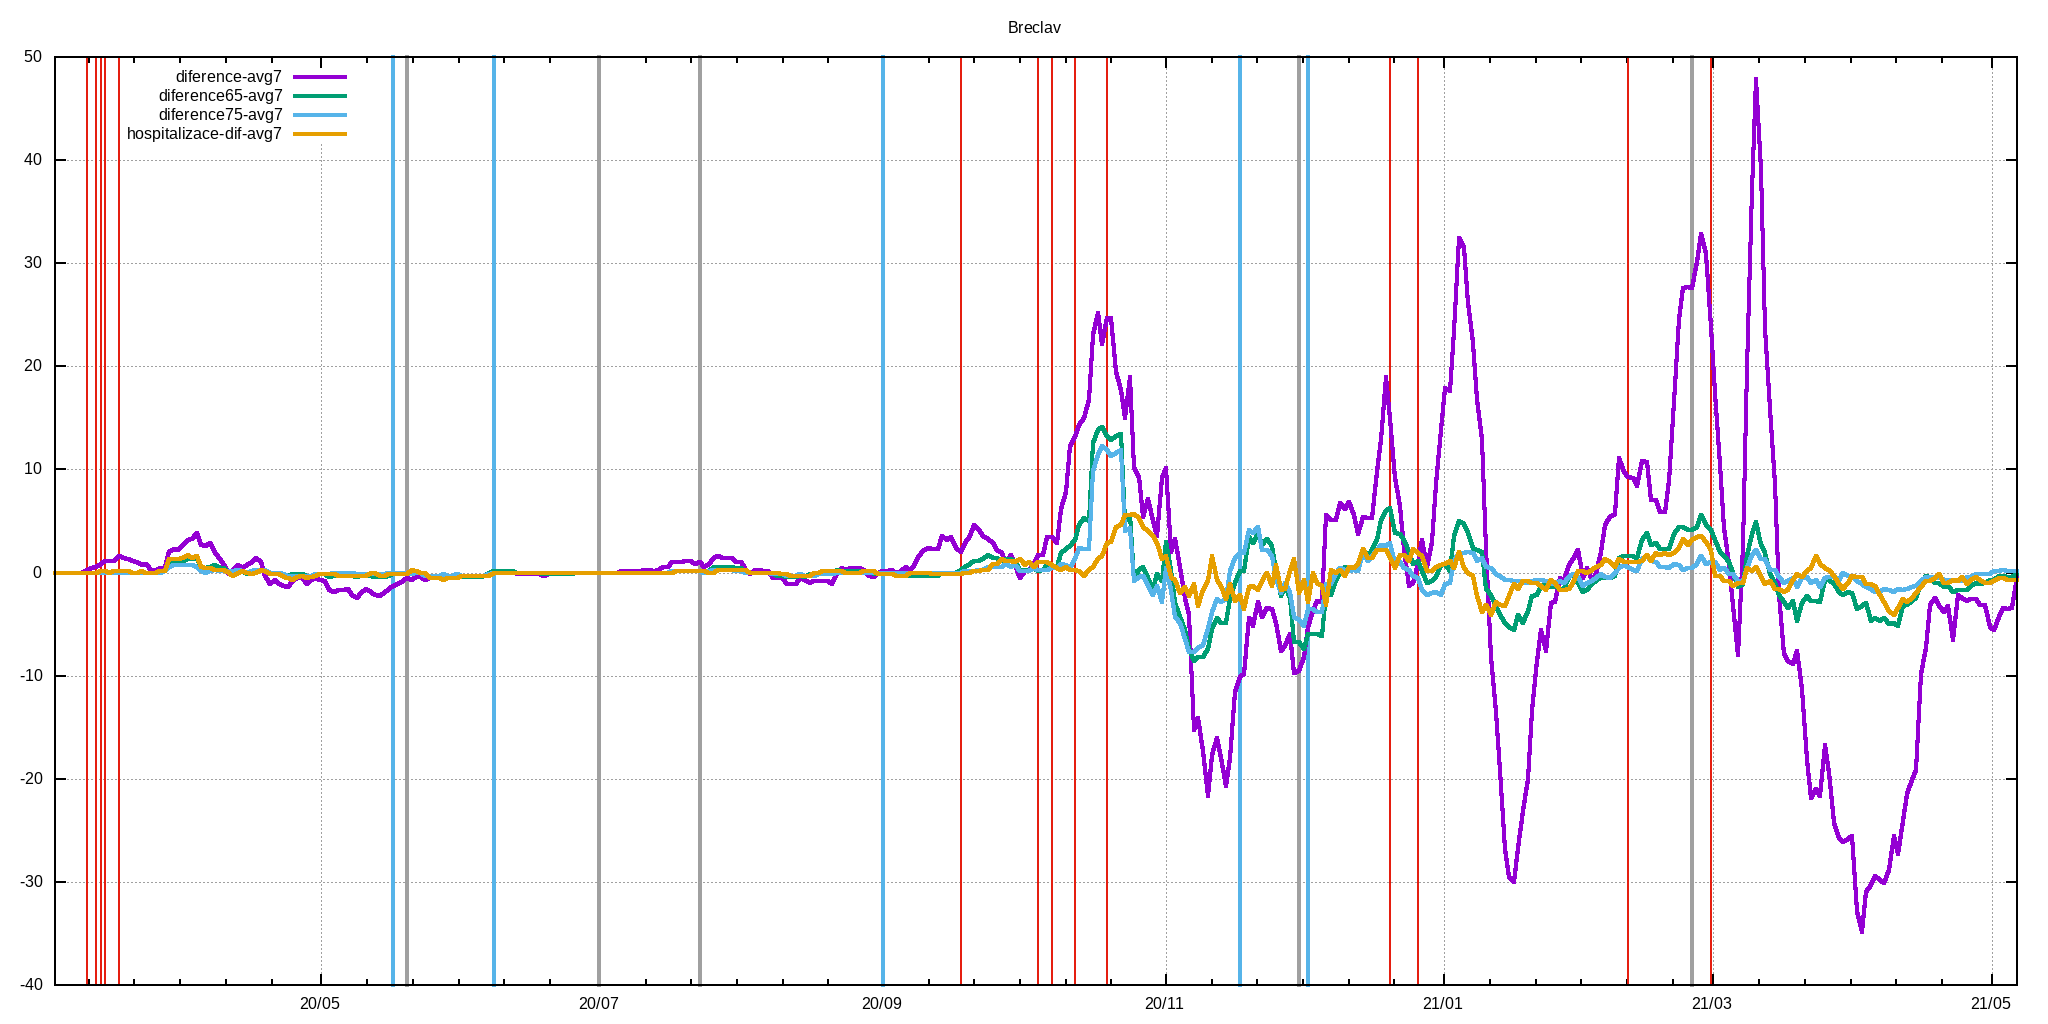 Breclav
diference-avg7
diference65-avg7
diference75-avg7
hospitalizace-dif-avg7
50
40
30
20
10
0
-10
-20
-30
-40
20/05 20/07 20/09 20/11 21/01 21/03 21/05